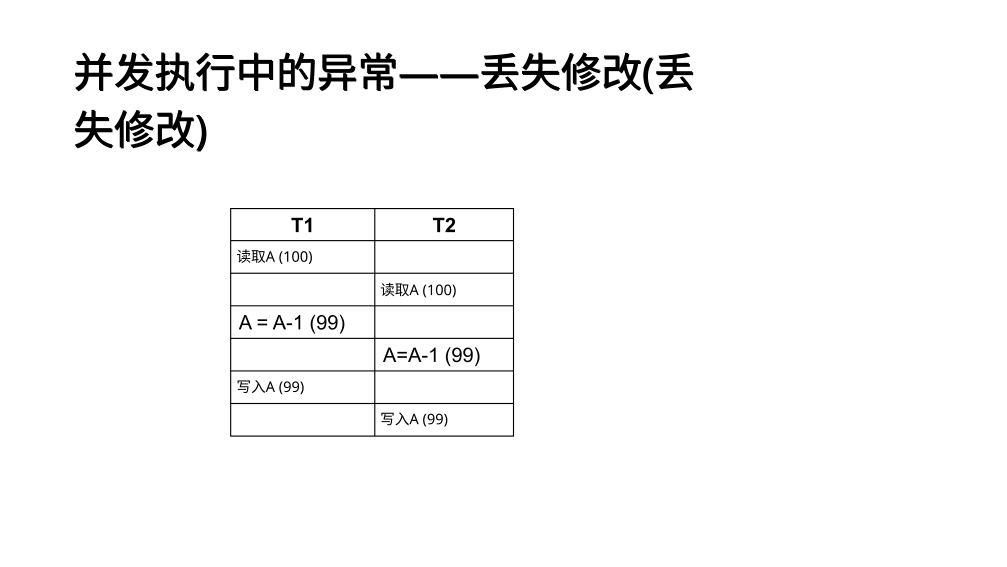 并发执行中的异常——丢失修改(丢
失修改)
T1 T2
读取A (100)
读取A (100)
A = A-1 (99)
A=A-1 (99)
写入A (99)
写入A (99)